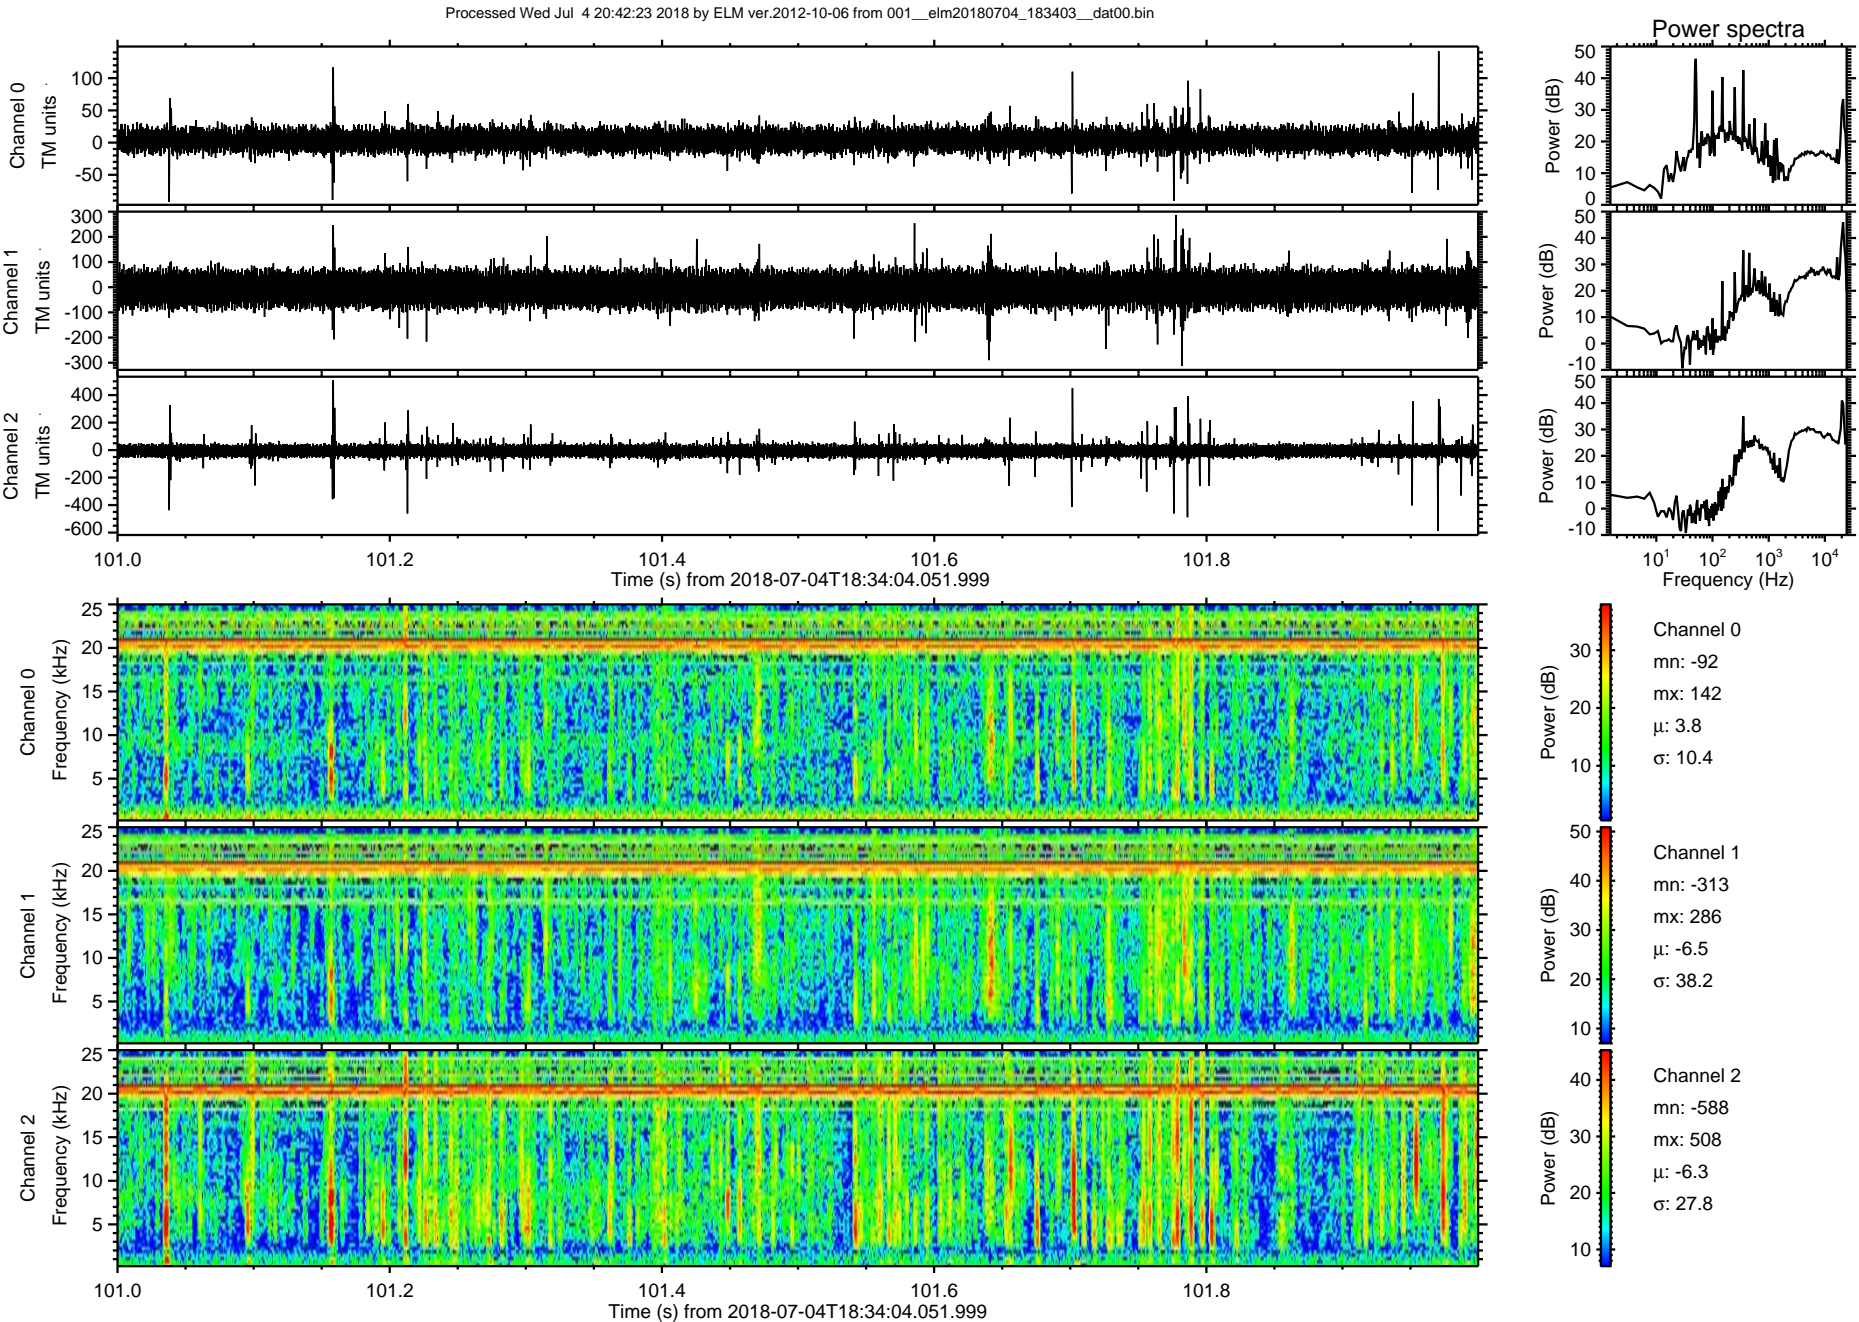 Processed Wed Jul  4 20:42:23 2018 by ELM ver.2012-10-06 from 001__elm20180704_183403__dat00.bin
Power spectra
Channel 0
TM units
100
50
0
-50
Power (dB)
50
40
30
20
10
0
Channel 1
TM units
300
200
100
0
-100
-200
-300
Power (dB)
50
40
30
20
10
0
-10
Channel 2
TM units
400
200
0
-200
-400
-600
Power (dB)
50
40
30
20
10
0
-10
101.0 101.2 101.4 101.6 101.8
Time (s) from 2018-07-04T18:34:04.051.999
10¹ 10² 10³ 10⁴
Frequency (Hz)
Channel 0
Frequency (kHz)
25
20
15
10
5
Power (dB)
30
20
10
Channel 0
mn: -92
mx: 142
μ: 3.8
σ: 10.4
Channel 1
Frequency (kHz)
25
20
15
10
5
Power (dB)
50
40
30
20
10
Channel 1
mn: -313
mx: 286
μ: -6.5
σ: 38.2
Channel 2
Frequency (kHz)
25
20
15
10
5
Power (dB)
40
30
20
10
Channel 2
mn: -588
mx: 508
μ: -6.3
σ: 27.8
101.0 101.2 101.4 101.6 101.8
Time (s) from 2018-07-04T18:34:04.051.999